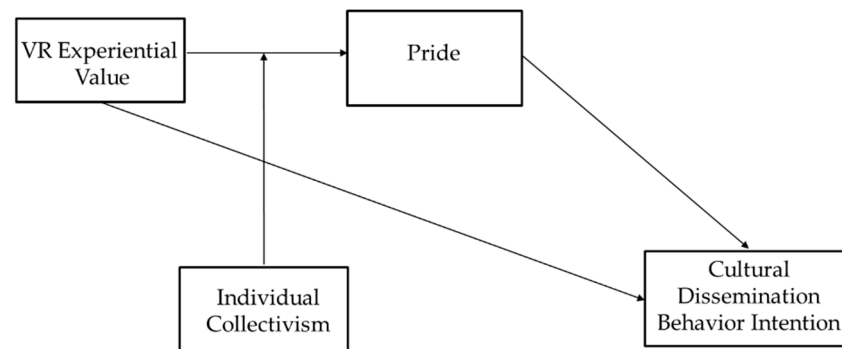 VR Experiential
Value
Pride
Individual
Collectivism
Cultural
Dissemination
Behavior Intention